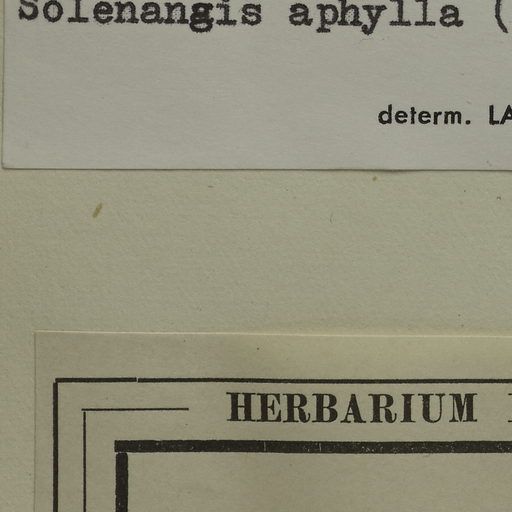 Solenangis aphylla (
determ. LA
HERBARIUM